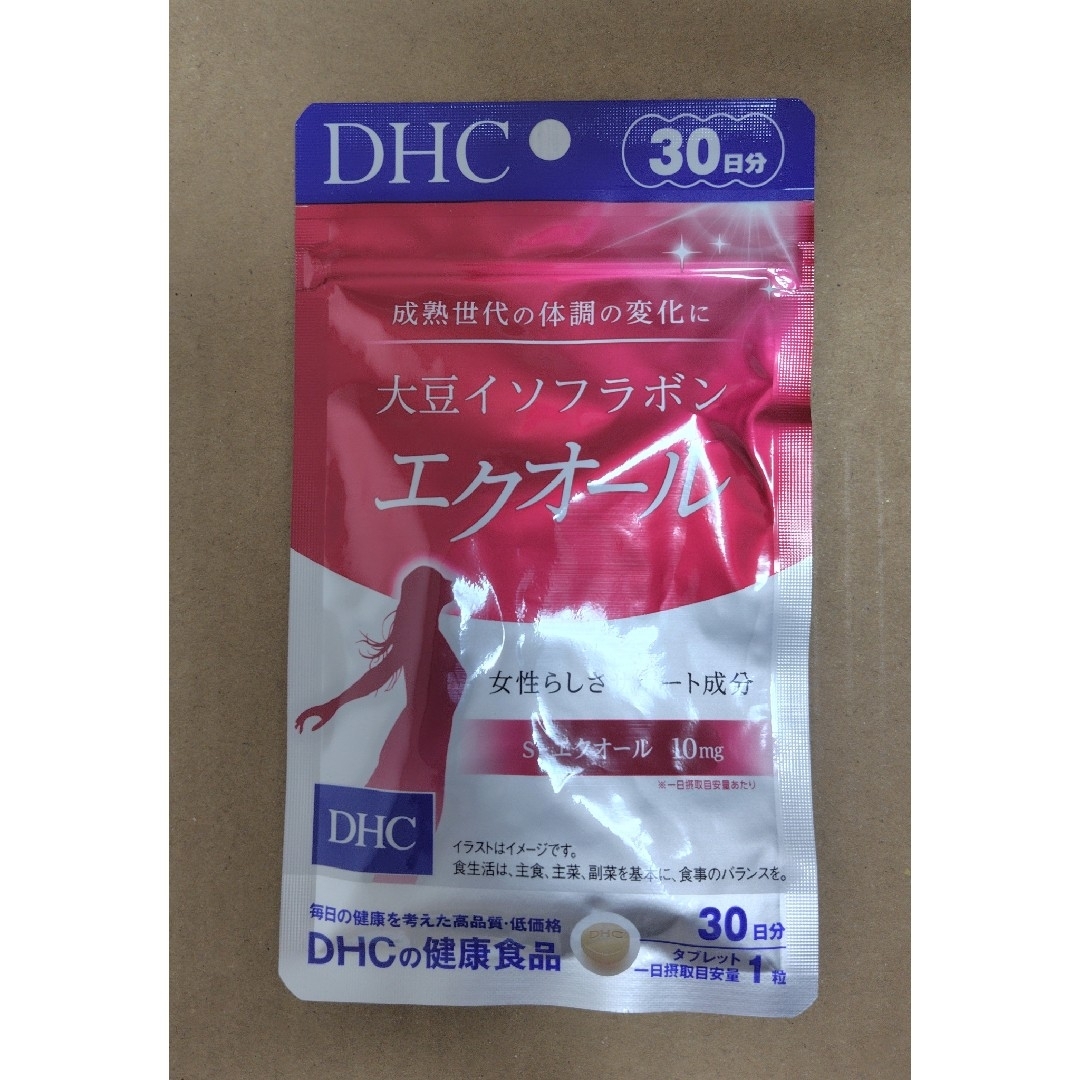 DHC
30日分
成熟世代の体調の変化に
大豆イソフラボン
エクオール
女性らしさ ート成分
エクオール 10mg
※一日摂取目安量あたり
DHC
イラストはイメージです。
食生活は、主食、主菜、副菜を基本に、食事のバランスを。
毎日の健康を考えた高品質・低価格
DHCの健康食品
DHC
30日分
タブレット
一日摂取目安量 1粒